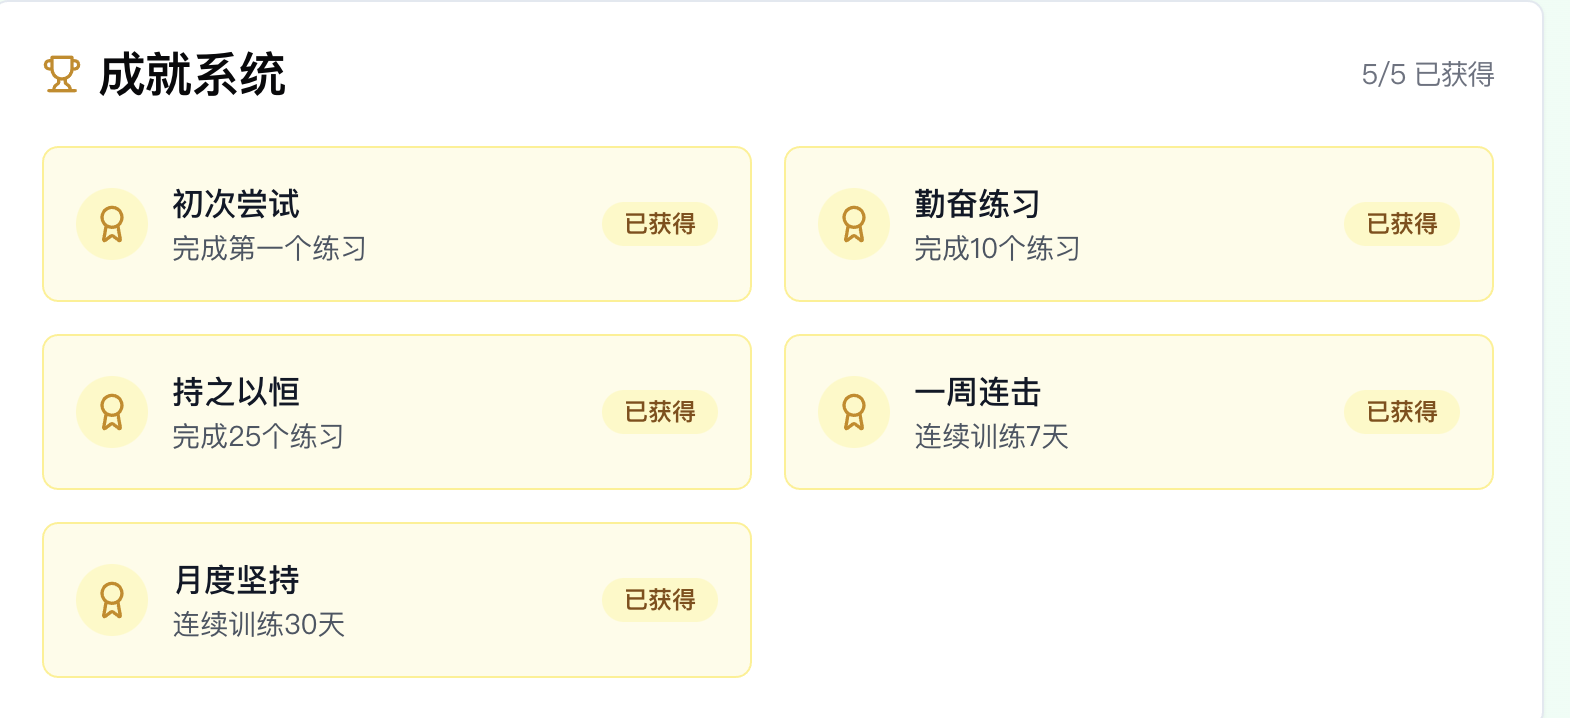 成就系统
5/5 已获得
初次尝试
完成第一个练习
已获得
勤奋练习
完成10个练习
已获得
持之以恒
完成25个练习
已获得
一周连击
连续训练7天
已获得
月度坚持
连续训练30天
已获得